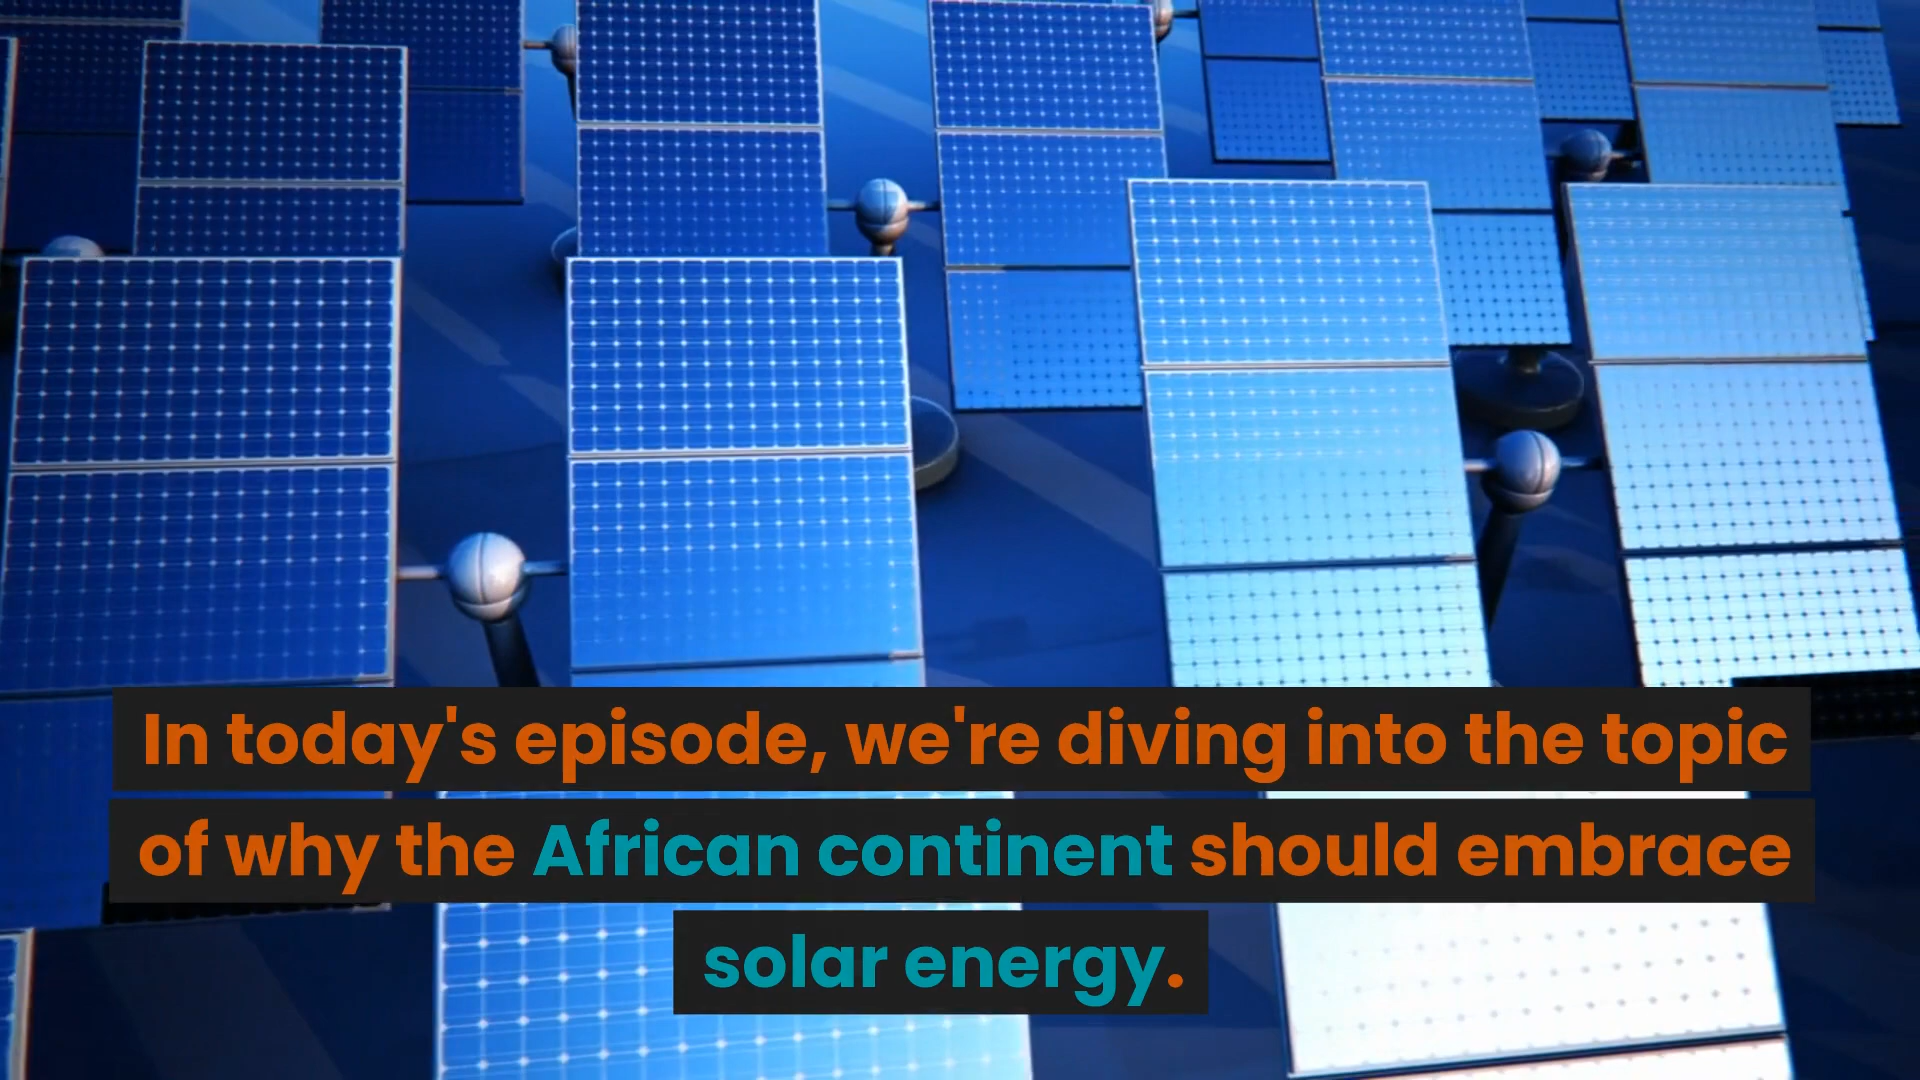 In today's episode, we're diving into the topic
of why the African continent should embrace
solar energy.